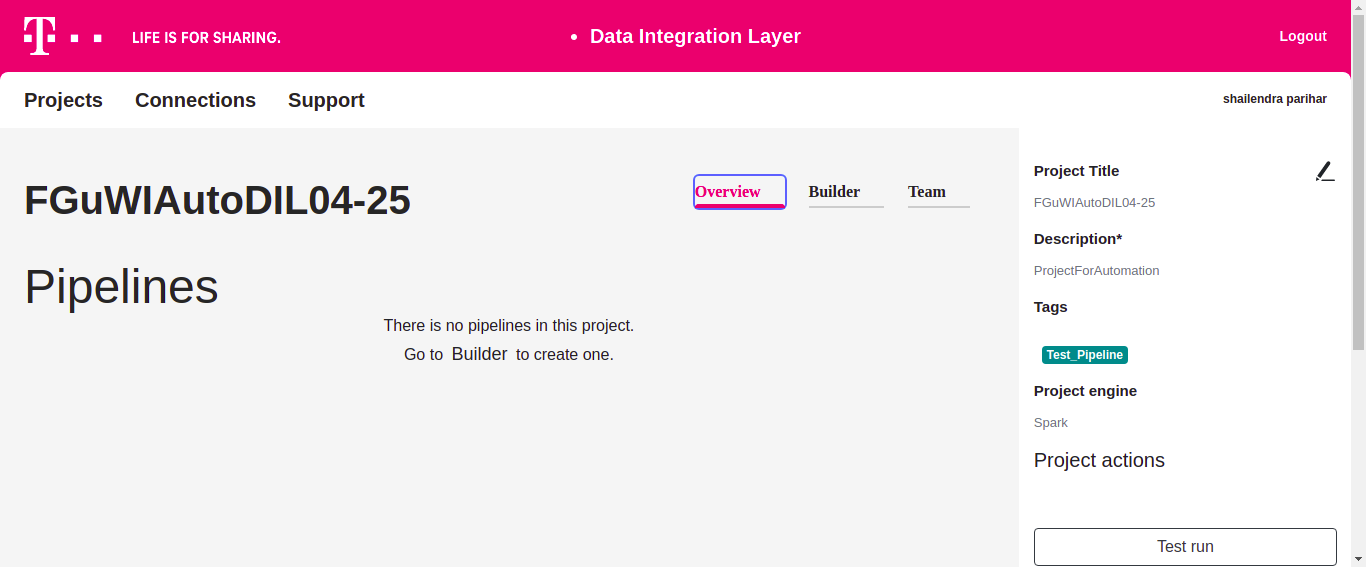 T LIFE IS FOR SHARING.
• Data Integration Layer
Logout
Projects Connections Support
shailendra parihar
FGuWIAutoDIL04-25
Overview Builder Team
Pipelines
There is no pipelines in this project.
Go to Builder to create one.
Project Title
FGuWIAutoDIL04-25
Description*
ProjectForAutomation
Tags
Test_Pipeline
Project engine
Spark
Project actions
Test run